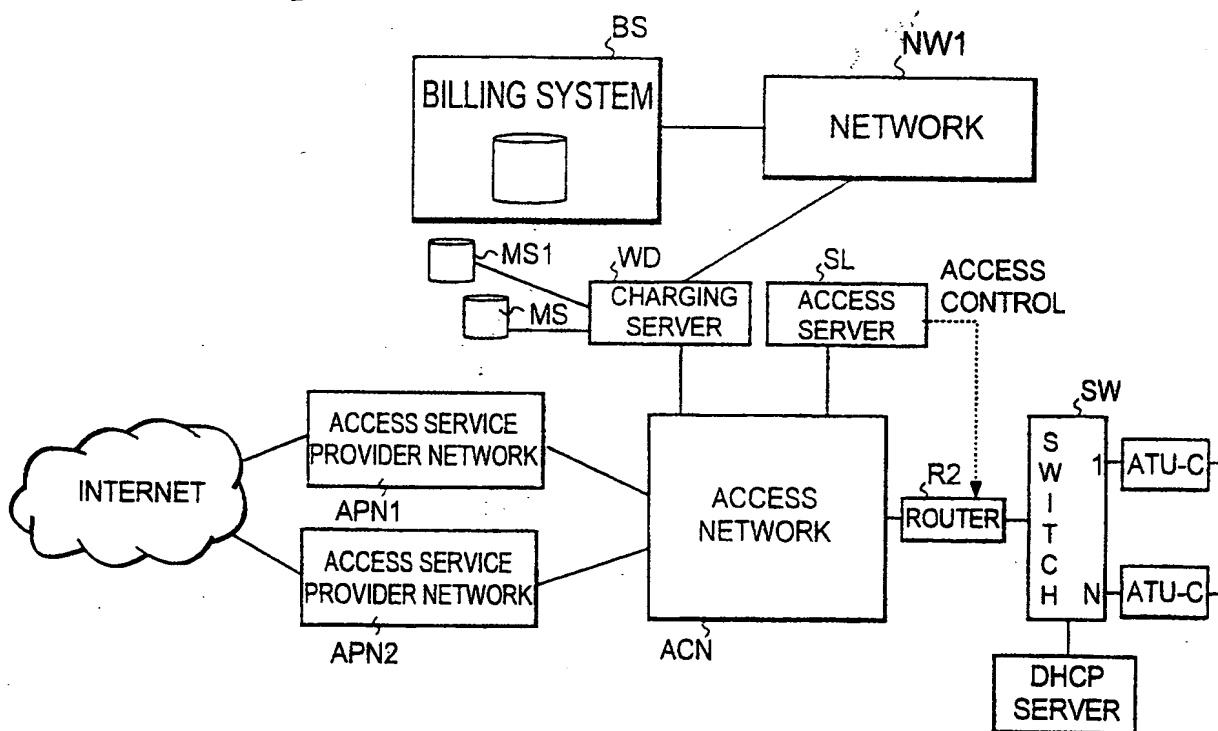 BS
NW1
BILLING SYSTEM
NETWORK
MS1
WD
SL
ACCESS
CONTROL
MS
CHARGING
SERVER
ACCESS
SERVER
SW
ACCESS SERVICE
PROVIDER NETWORK
SWITCH
1
ATU-C
INTERNET
APN1
ACCESS
NETWORK
R2
ROUTER
ACCESS SERVICE
PROVIDER NETWORK
N
ATU-C
APN2
ACN
DHCP
SERVER